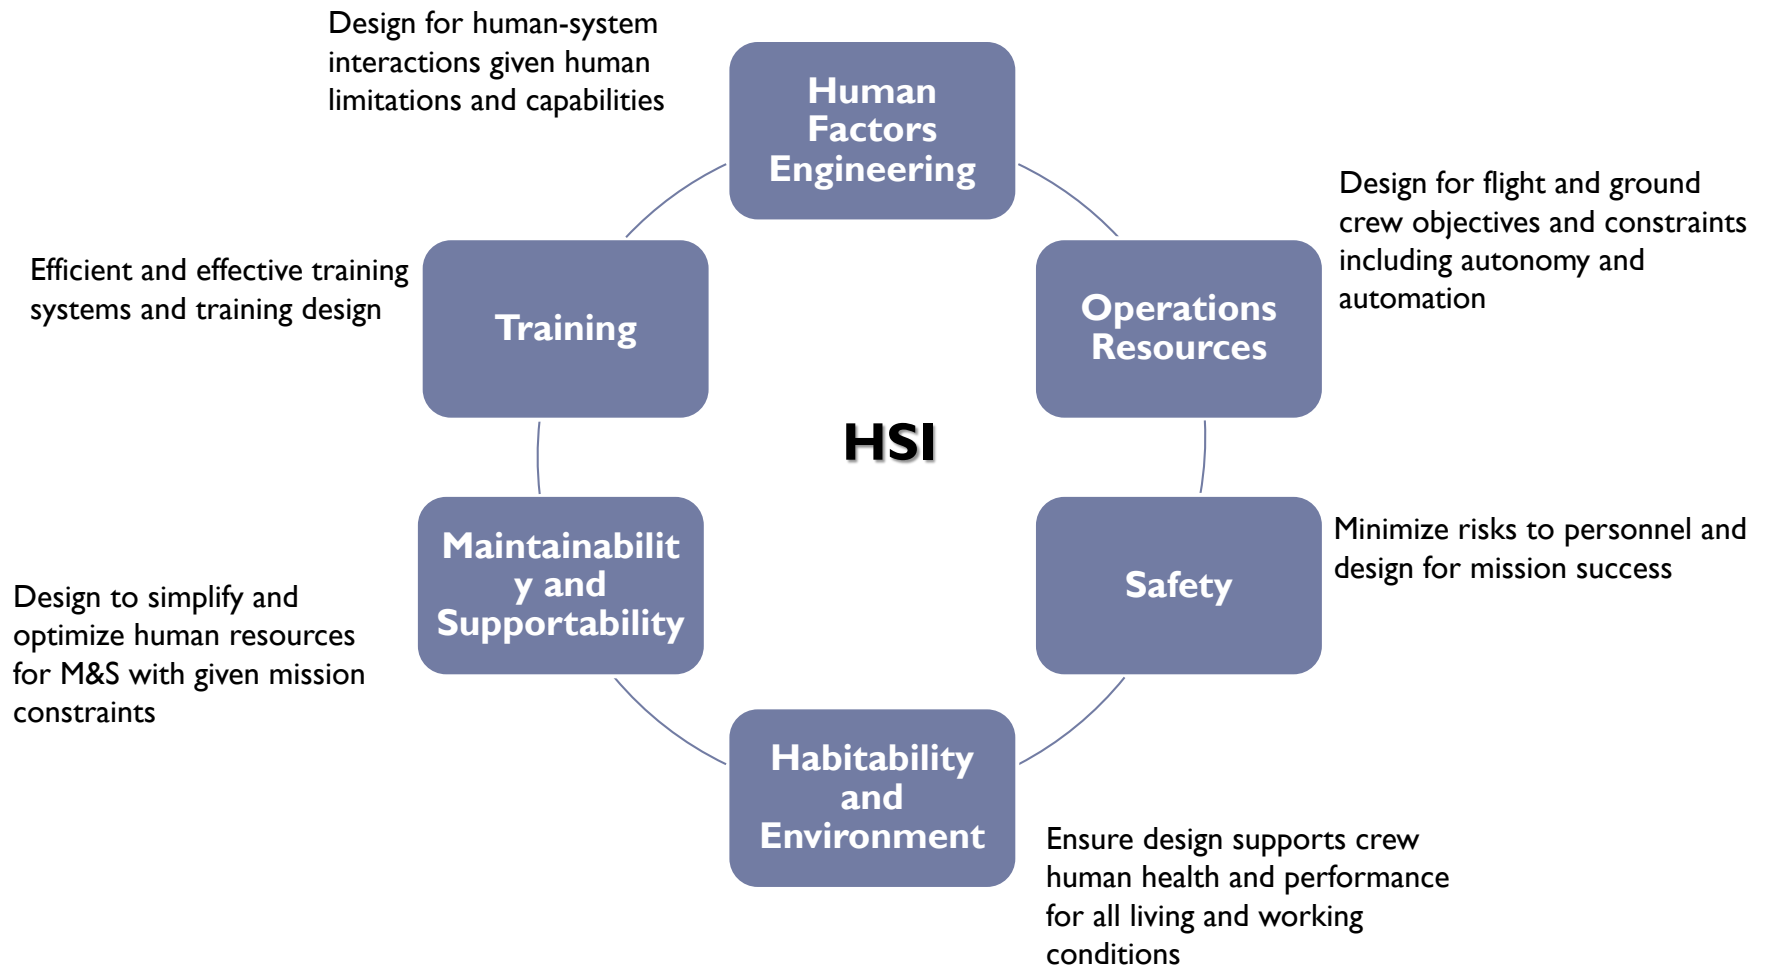 Design for human-system
interactions given human
limitations and capabilities
Human
Factors
Engineering
Design for flight and ground
crew objectives and constraints
including autonomy and
automation
Operations
Resources
Efficient and effective training
systems and training design
Training
HSI
Maintainabilit
y and
Supportability
Design to simplify and
optimize human resources
for M&S with given mission
constraints
Safety
Minimize risks to personnel and
design for mission success
Habitability
and
Environment
Ensure design supports crew
human health and performance
for all living and working
conditions